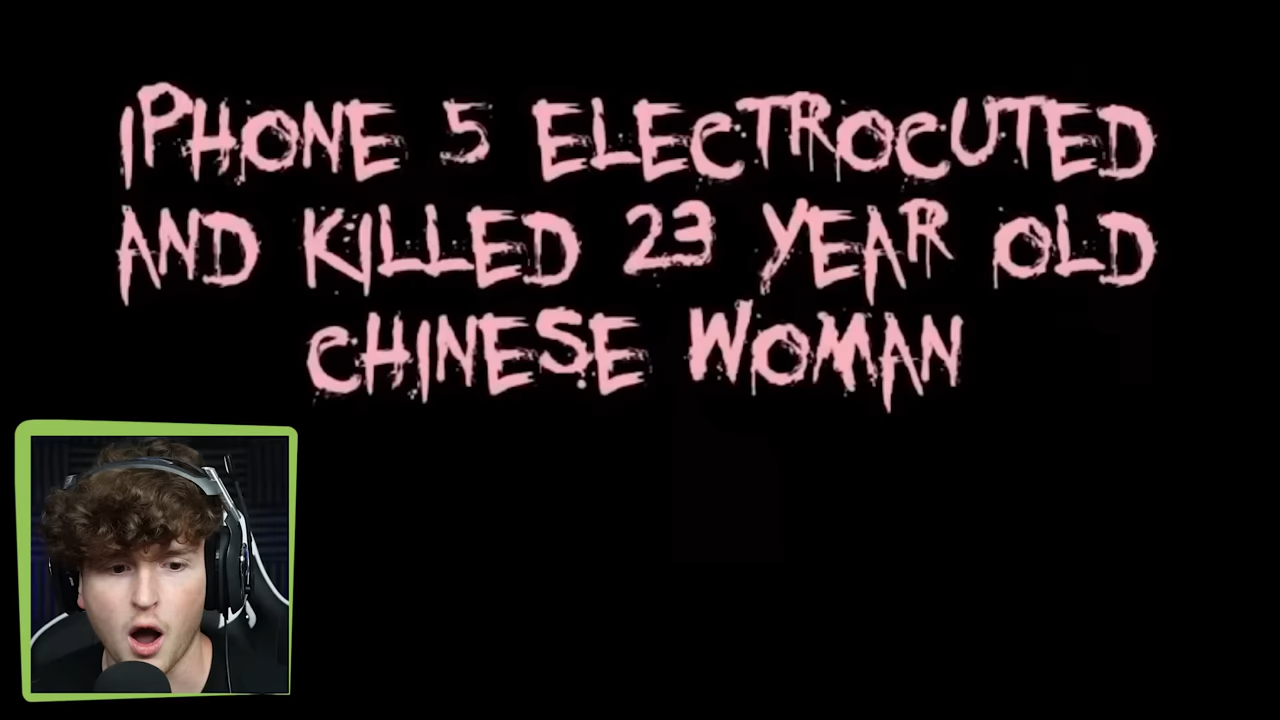 IPHONE 5 ELECTROCUTED
AND KILLED 23 YEAR OLD
CHINESE WOMAN